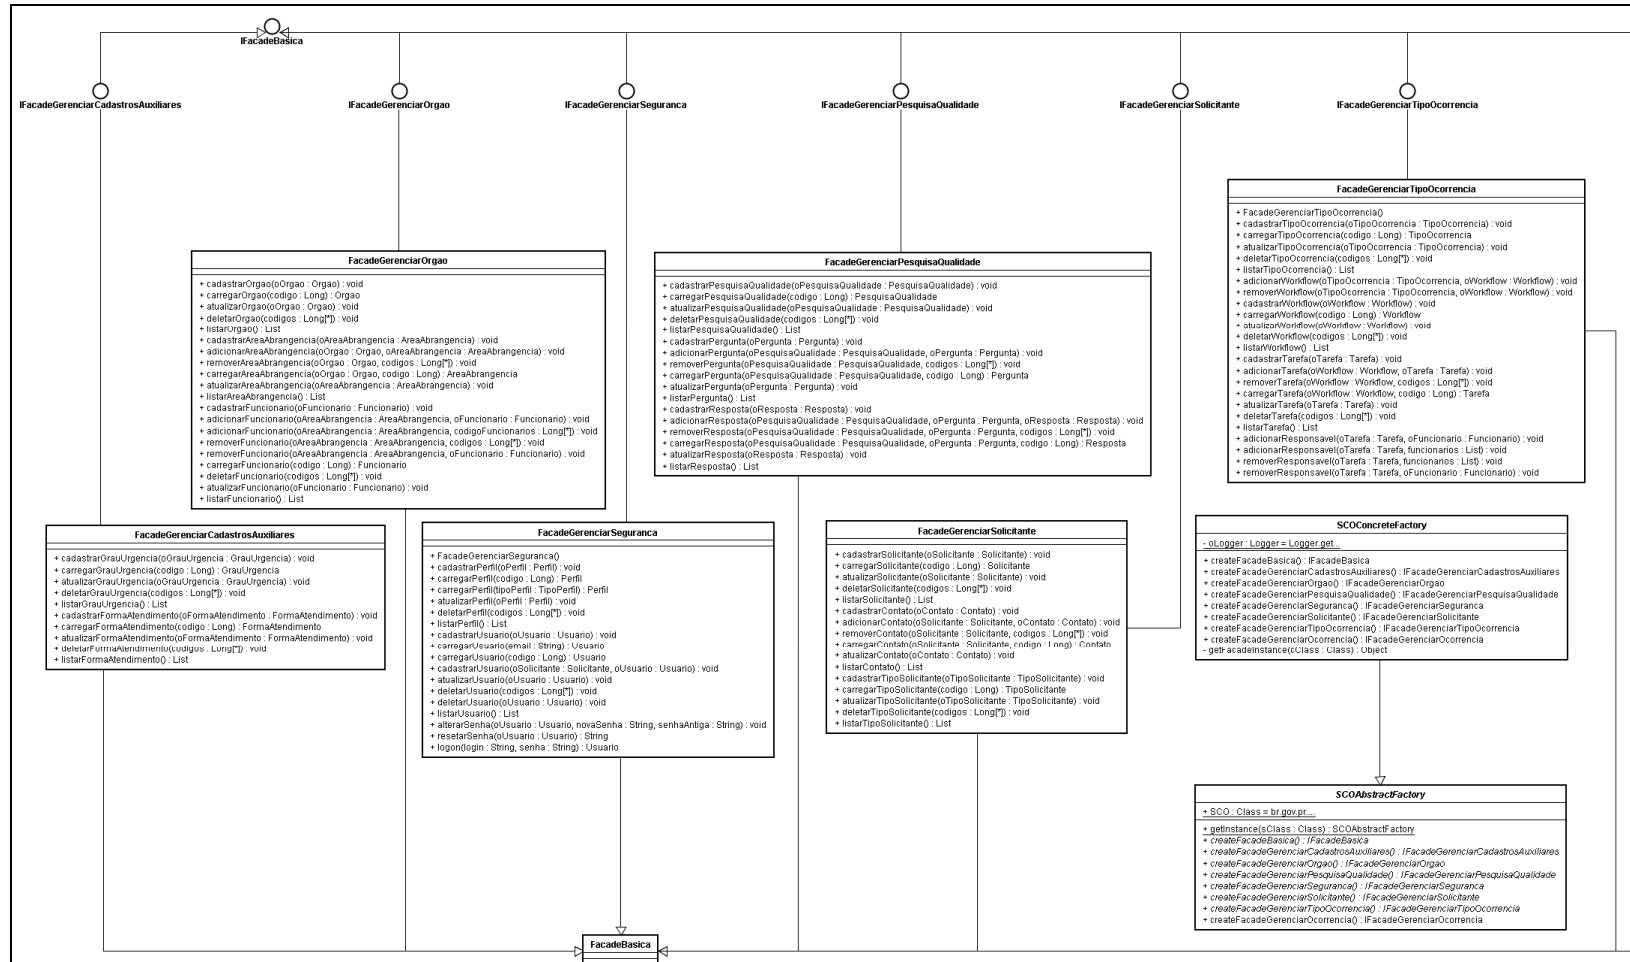 IFacadeBasica
IFacadeGerenciarCadastrosAuxiliares
IFacadeGerenciarOrgao
IFacadeGerenciarSeguranca
IFacadeGerenciarPesquisaQualidade
IFacadeGerenciarSolicitante
IFacadeGerenciarTipoOcorrencia
FacadeGerenciarTipoOcorrencia
+ FacadeGerenciarTipoOcorrencia()
+ cadastrarTipoOcorrencia(oTipoOcorrencia : TipoOcorrencia) : void
+ carregarTipoOcorrencia(codigo : Long) : TipoOcorrencia
+ atualizarTipoOcorrencia(oTipoOcorrencia : TipoOcorrencia) : void
+ deletarTipoOcorrencia(codigos : Long[*]) : void
+ listarTipoOcorrencia() : List
+ adicionarWorkflow(oTipoOcorrencia : TipoOcorrencia, oWorkflow : Workflow) : void
+ removerWorkflow(oTipoOcorrencia : TipoOcorrencia, oWorkflow : Workflow) : void
+ cadastrarWorkflow(oWorkflow : Workflow) : void
+ carregarWorkflow(codigo : Long) : Workflow
+ atualizarWorkflow(oWorkflow : Workflow) : void
+ deletarWorkflow(codigos : Long[*]) : void
+ listarWorkflow() : List
+ cadastrarTarefa(oTarefa : Tarefa) : void
+ adicionarTarefa(oWorkflow : Workflow, oTarefa : Tarefa) : void
+ removerTarefa(oWorkflow : Workflow, codigos : Long[*]) : void
+ carregarTarefa(oWorkflow : Workflow, codigo : Long) : Tarefa
+ atualizarTarefa(oTarefa : Tarefa) : void
+ deletarTarefa(codigos : Long[*]) : void
+ listarTarefa() : List
+ adicionarResponsavel(oTarefa : Tarefa, oFuncionario : Funcionario) : void
+ adicionarResponsavel(oTarefa : Tarefa, funcionarios : List) : void
+ removerResponsavel(oTarefa : Tarefa, funcionarios : List) : void
+ removerResponsavel(oTarefa : Tarefa, oFuncionario : Funcionario) : void
FacadeGerenciarOrgao
+ cadastrarOrgao(oOrgao : Orgao) : void
+ carregarOrgao(codigo : Long) : Orgao
+ atualizarOrgao(oOrgao : Orgao) : void
+ deletarOrgao(codigos : Long[*]) : void
+ listarOrgao() : List
+ cadastrarAreaAbrangencia(oAreaAbrangencia : AreaAbrangencia) : void
+ adicionarAreaAbrangencia(oOrgao : Orgao, oAreaAbrangencia : AreaAbrangencia) : void
+ removerAreaAbrangencia(oOrgao : Orgao, codigos : Long[*]) : void
+ carregarAreaAbrangencia(oOrgao : Orgao, codigo : Long) : AreaAbrangencia
+ atualizarAreaAbrangencia(oAreaAbrangencia : AreaAbrangencia) : void
+ listarAreaAbrangencia() : List
+ cadastrarFuncionario(oFuncionario : Funcionario) : void
+ adicionarFuncionario(oAreaAbrangencia : AreaAbrangencia, oFuncionario : Funcionario) : void
+ adicionarFuncionario(oAreaAbrangencia : AreaAbrangencia, codigoFuncionarios : Long[*]) : void
+ removerFuncionario(oAreaAbrangencia : AreaAbrangencia, codigos : Long[*]) : void
+ removerFuncionario(oAreaAbrangencia : AreaAbrangencia, oFuncionario : Funcionario) : void
+ carregarFuncionario(codigo : Long) : Funcionario
+ deletarFuncionario(codigos : Long[*]) : void
+ atualizarFuncionario(oFuncionario : Funcionario) : void
+ listarFuncionario() : List
FacadeGerenciarPesquisaQualidade
+ cadastrarPesquisaQualidade(oPesquisaQualidade : PesquisaQualidade) : void
+ carregarPesquisaQualidade(codigo : Long) : PesquisaQualidade
+ atualizarPesquisaQualidade(oPesquisaQualidade : PesquisaQualidade) : void
+ deletarPesquisaQualidade(codigos : Long[*]) : void
+ listarPesquisaQualidade() : List
+ cadastrarPergunta(oPergunta : Pergunta) : void
+ adicionarPergunta(oPesquisaQualidade : PesquisaQualidade, oPergunta : Pergunta) : void
+ removerPergunta(oPesquisaQualidade : PesquisaQualidade, codigos : Long[*]) : void
+ carregarPergunta(oPesquisaQualidade : PesquisaQualidade, codigo : Long) : Pergunta
+ atualizarPergunta(oPergunta : Pergunta) : void
+ listarPergunta() : List
+ cadastrarResposta(oResposta : Resposta) : void
+ adicionarResposta(oPesquisaQualidade : PesquisaQualidade, oPergunta : Pergunta, oResposta : Resposta) : void
+ removerResposta(oPesquisaQualidade : PesquisaQualidade, oPergunta : Pergunta, codigos : Long[*]) : void
+ carregarResposta(oPesquisaQualidade : PesquisaQualidade, oPergunta : Pergunta, codigo : Long) : Resposta
+ atualizarResposta(oResposta : Resposta) : void
+ listarResposta() : List
FacadeGerenciarCadastrosAuxiliares
+ cadastrarGrauUrgencia(oGrauUrgencia : GrauUrgencia) : void
+ carregarGrauUrgencia(codigo : Long) : GrauUrgencia
+ atualizarGrauUrgencia(oGrauUrgencia : GrauUrgencia) : void
+ deletarGrauUrgencia(codigos : Long[*]) : void
+ listarGrauUrgencia() : List
+ cadastrarFormaAtendimento(oFormaAtendimento : FormaAtendimento) : void
+ carregarFormaAtendimento(codigo : Long) : FormaAtendimento
+ atualizarFormaAtendimento(oFormaAtendimento : FormaAtendimento) : void
+ deletarFormaAtendimento(codigos : Long[*]) : void
+ listarFormaAtendimento() : List
FacadeGerenciarSeguranca
+ FacadeGerenciarSeguranca()
+ cadastrarPerfil(oPerfil : Perfil) : void
+ carregarPerfil(codigo : Long) : Perfil
+ carregarPerfil(tipoPerfil : TipoPerfil) : Perfil
+ atualizarPerfil(oPerfil : Perfil) : void
+ deletarPerfil(codigos : Long[*]) : void
+ listarPerfil() : List
+ cadastrarUsuario(oUsuario : Usuario) : void
+ carregarUsuario(email : String) : Usuario
+ carregarUsuario(codigo : Long) : Usuario
+ cadastrarUsuario(oSolicitante : Solicitante, oUsuario : Usuario) : void
+ atualizarUsuario(oUsuario : Usuario) : void
+ deletarUsuario(codigos : Long[*]) : void
+ deletarUsuario(oUsuario : Usuario) : void
+ listarUsuario() : List
+ alterarSenha(oUsuario : Usuario, novaSenha : String, senhaAntiga : String) : void
+ resetarSenha(oUsuario : Usuario) : String
+ logon(login : String, senha : String) : Usuario
FacadeGerenciarSolicitante
+ cadastrarSolicitante(oSolicitante : Solicitante) : void
+ carregarSolicitante(codigo : Long) : Solicitante
+ atualizarSolicitante(oSolicitante : Solicitante) : void
+ deletarSolicitante(codigos : Long[*]) : void
+ listarSolicitante() : List
+ cadastrarContato(oContato : Contato) : void
+ adicionarContato(oSolicitante : Solicitante, oContato : Contato) : void
+ removerContato(oSolicitante : Solicitante, codigos : Long[*]) : void
+ carregarContato(oSolicitante : Solicitante, codigo : Long) : Contato
+ atualizarContato(oContato : Contato) : void
+ listarContato() : List
+ cadastrarTipoSolicitante(oTipoSolicitante : TipoSolicitante) : void
+ carregarTipoSolicitante(codigo : Long) : TipoSolicitante
+ atualizarTipoSolicitante(oTipoSolicitante : TipoSolicitante) : void
+ deletarTipoSolicitante(codigos : Long[*]) : void
+ listarTipoSolicitante() : List
SCOConcreteFactory
- oLogger : Logger = Logger.get...
+ createFacadeBasica() : IFacadeBasica
+ createFacadeGerenciarCadastrosAuxiliares() : IFacadeGerenciarCadastrosAuxiliares
+ createFacadeGerenciarOrgao() : IFacadeGerenciarOrgao
+ createFacadeGerenciarPesquisaQualidade() : IFacadeGerenciarPesquisaQualidade
+ createFacadeGerenciarSeguranca() : IFacadeGerenciarSeguranca
+ createFacadeGerenciarSolicitante() : IFacadeGerenciarSolicitante
+ createFacadeGerenciarTipoOcorrencia() : IFacadeGerenciarTipoOcorrencia
+ createFacadeGerenciarOcorrencia() : IFacadeGerenciarOcorrencia
- getFacadeInstance(cClass : Class) : Object
SCOAbstractFactory
+ SCO : Class = br.gov.pr....
+ getInstance(sClass : Class) : SCOAbstractFactory
+ createFacadeBasica() : IFacadeBasica
+ createFacadeGerenciarCadastrosAuxiliares() : IFacadeGerenciarCadastrosAuxiliares
+ createFacadeGerenciarOrgao() : IFacadeGerenciarOrgao
+ createFacadeGerenciarPesquisaQualidade() : IFacadeGerenciarPesquisaQualidade
+ createFacadeGerenciarSeguranca() : IFacadeGerenciarSeguranca
+ createFacadeGerenciarSolicitante() : IFacadeGerenciarSolicitante
+ createFacadeGerenciarTipoOcorrencia() : IFacadeGerenciarTipoOcorrencia
+ createFacadeGerenciarOcorrencia() : IFacadeGerenciarOcorrencia
FacadeBasica